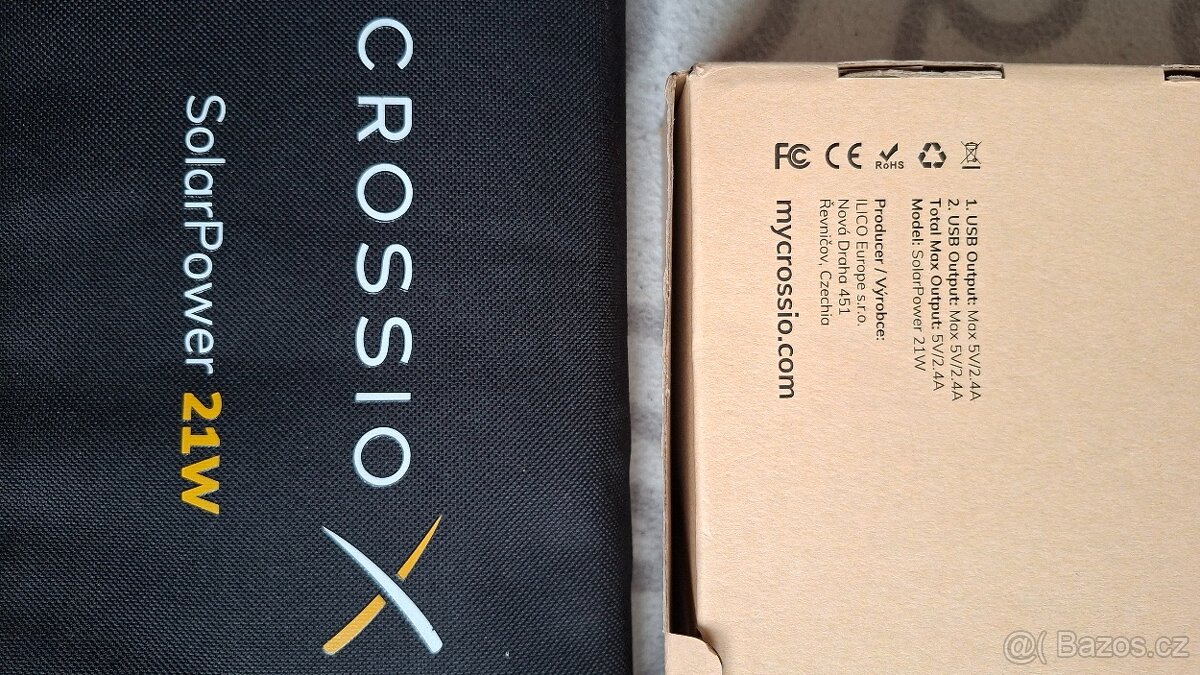 CROSSIO
SolarPower 21W
FC CE RoHS
1. USB Output: Max 5V/2.4A
2. USB Output: Max 5V/2.4A
Total Max Output: 5V/2.4A
Model: SolarPower 21W
Producer / Výrobce:
ILICO Europe s.r.o.
Nová Draha 451
Řevničov, Czechia
mycrossio.com
@( Bazos.cz